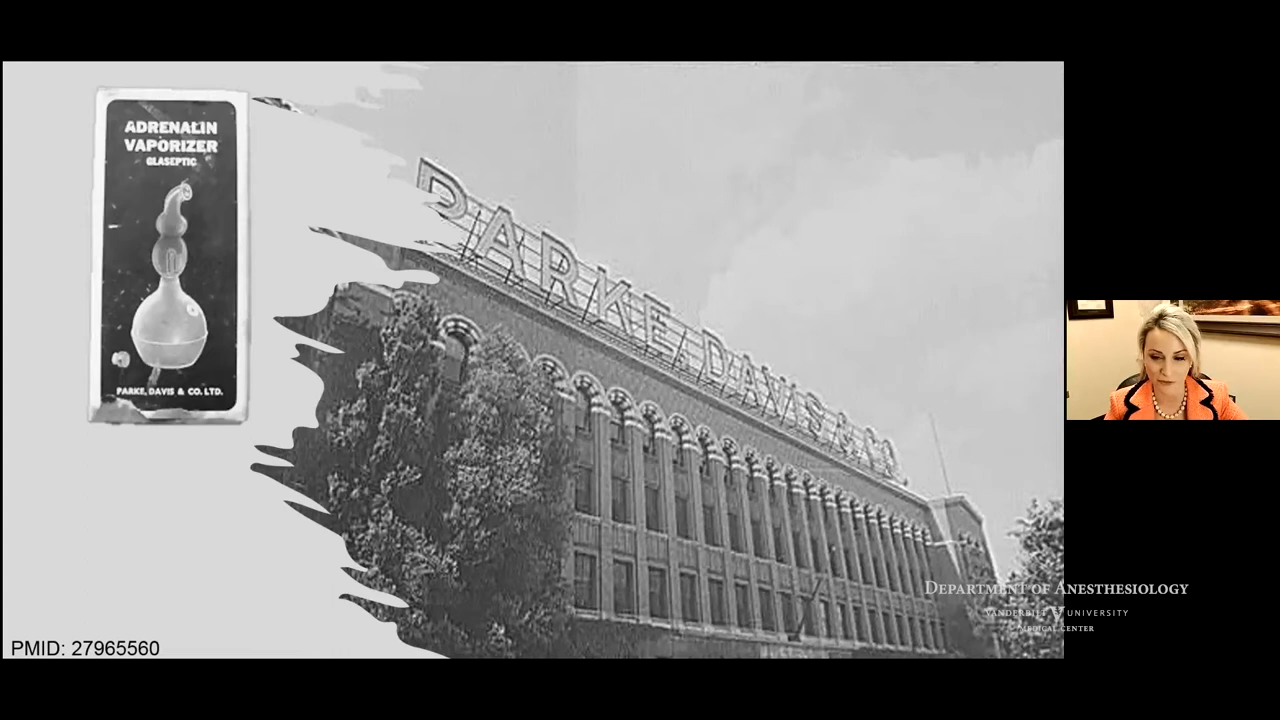 ADRENALIN
VAPORIZER
GLASEPTIC
PARKE, DAVIS & CO. LTD.
PARKE, DAVIS & CO.
PMID: 27965560
DEPARTMENT OF ANESTHESIOLOGY
VANDERBILT V UNIVERSITY
MEDICAL CENTER